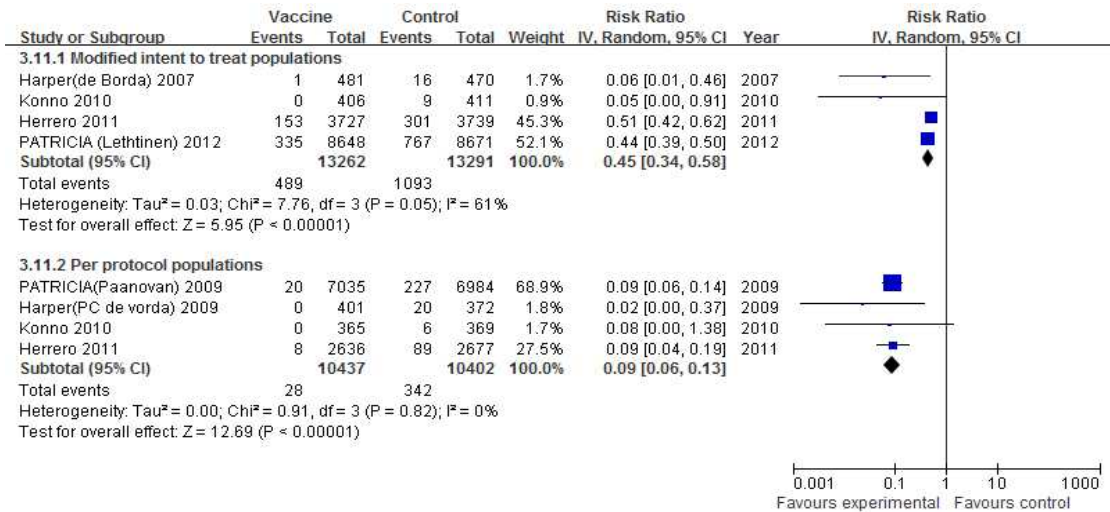 Vaccine Control Risk Ratio Risk Ratio
Study or Subgroup Events Total Events Total Weight IV, Random, 95% CI Year IV, Random, 95% CI
3.11.1 Modified intent to treat populations
Harper(de Borda) 2007 1 481 16 470 1.7% 0.06 [0.01, 0.46] 2007
Konno 2010 0 406 9 411 0.9% 0.05 [0.00, 0.91] 2010
Herrero 2011 153 3727 301 3739 45.3% 0.51 [0.42, 0.62] 2011
PATRICIA (Lethtinen) 2012 335 8648 767 8671 52.1% 0.44 [0.39, 0.50] 2012
Subtotal (95% CI) 13262 13291 100.0% 0.45 [0.34, 0.58]
Total events 489 1093
Heterogeneity: Tau² = 0.03; Chi² = 7.76, df = 3 (P = 0.05); I² = 61%
Test for overall effect: Z = 5.95 (P < 0.00001)
3.11.2 Per protocol populations
PATRICIA(Paanovan) 2009 20 7035 227 6984 68.9% 0.09 [0.06, 0.14] 2009
Harper(PC de vorda) 2009 0 401 20 372 1.8% 0.02 [0.00, 0.37] 2009
Konno 2010 0 365 6 369 1.7% 0.08 [0.00, 1.38] 2010
Herrero 2011 8 2636 89 2677 27.5% 0.09 [0.04, 0.19] 2011
Subtotal (95% CI) 10437 10402 100.0% 0.09 [0.06, 0.13]
Total events 28 342
Heterogeneity: Tau² = 0.00; Chi² = 0.91, df = 3 (P = 0.82); I² = 0%
Test for overall effect: Z = 12.69 (P < 0.00001)
0.001 0.1 1 10 1000
Favours experimental Favours control